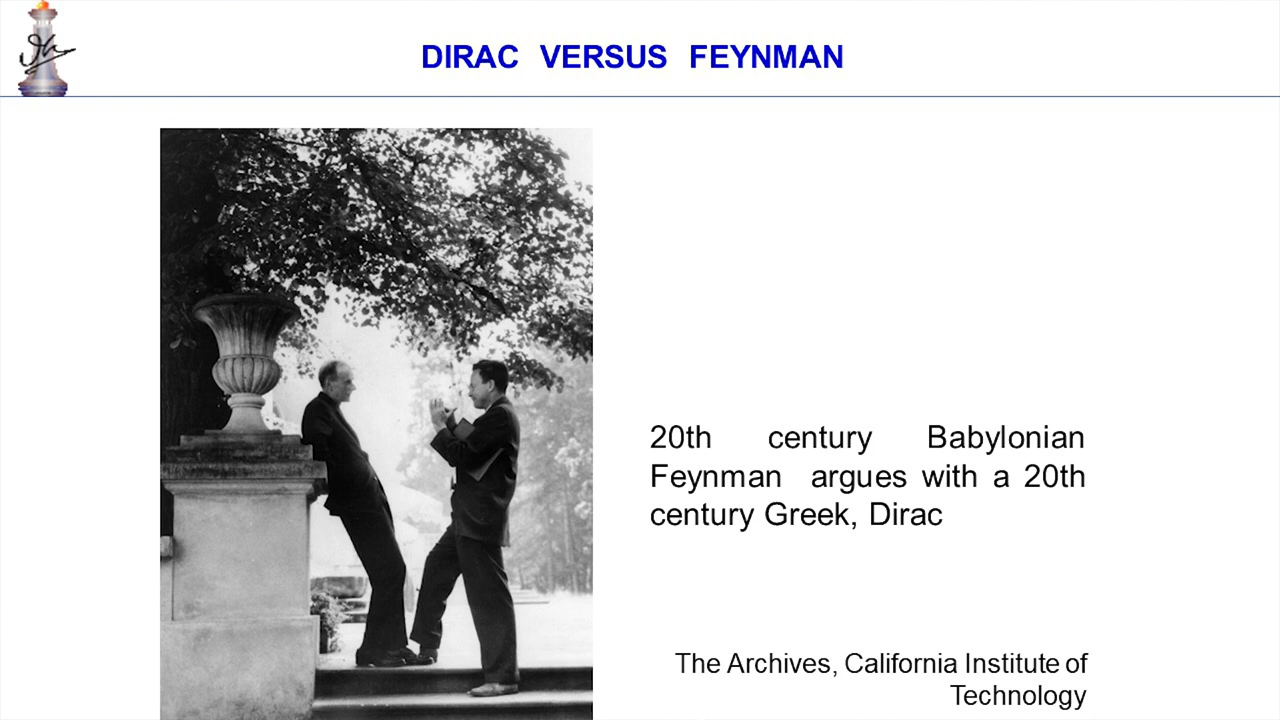 DIRAC VERSUS FEYNMAN
20th century Babylonian
Feynman argues with a 20th
century Greek, Dirac
The Archives, California Institute of
Technology